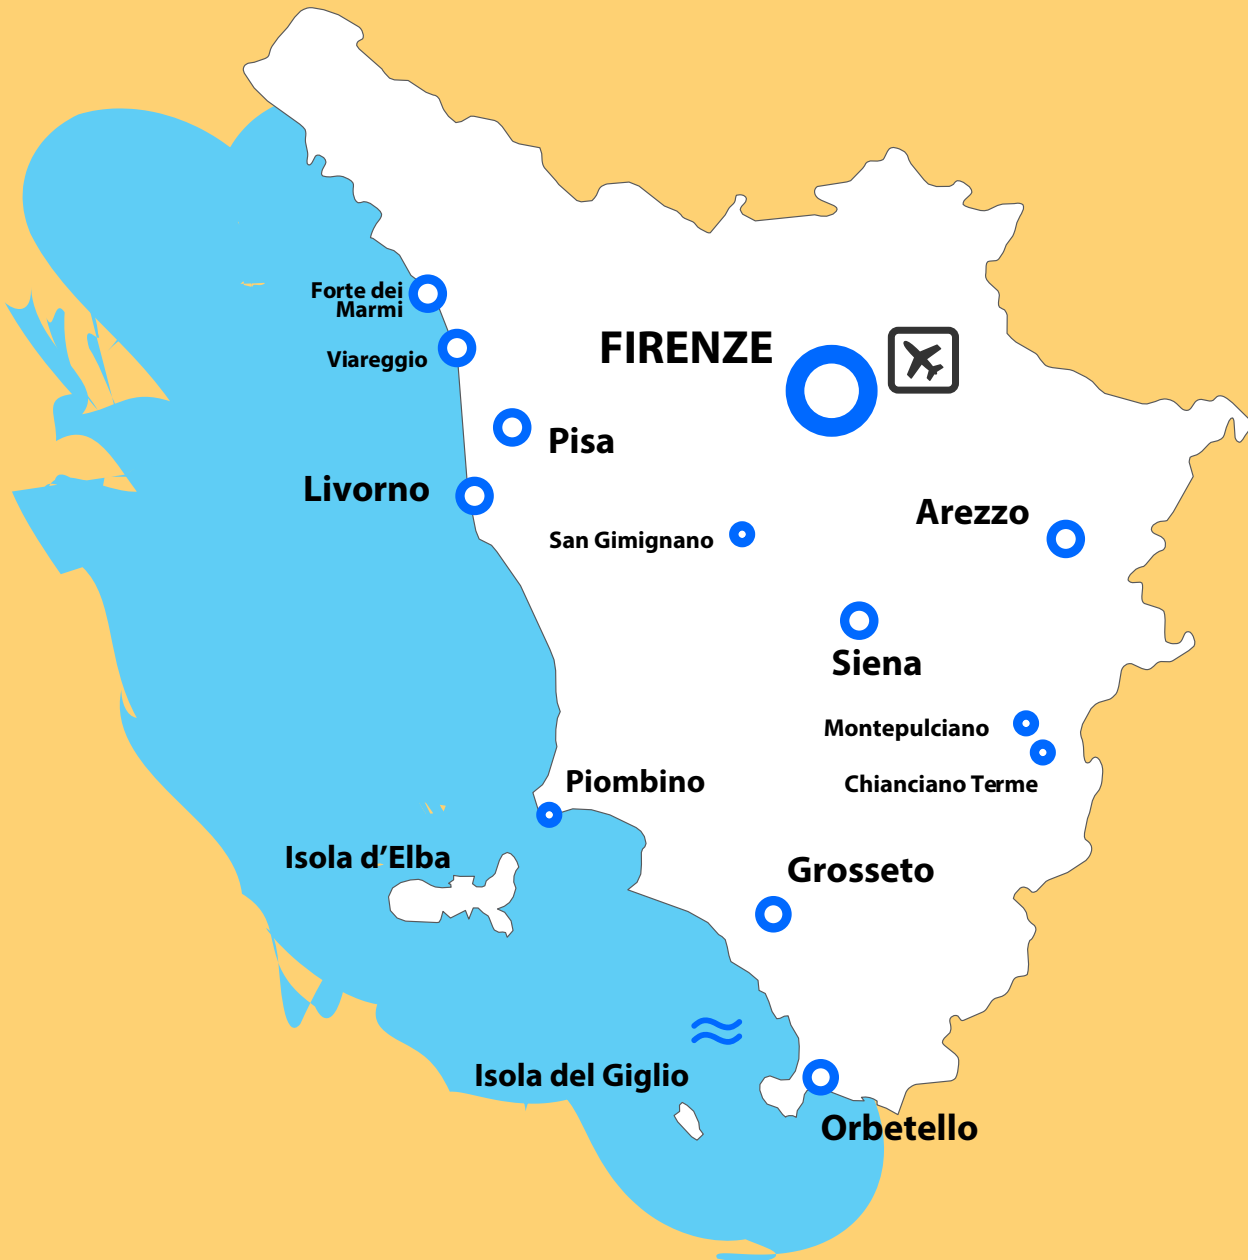 Forte dei
Marmi
FIRENZE
Viareggio
Pisa
Livorno
Arezzo
San Gimignano
Siena
Montepulciano
Piombino
Chianciano Terme
Isola d’Elba
Grosseto
Isola del Giglio
Orbetello